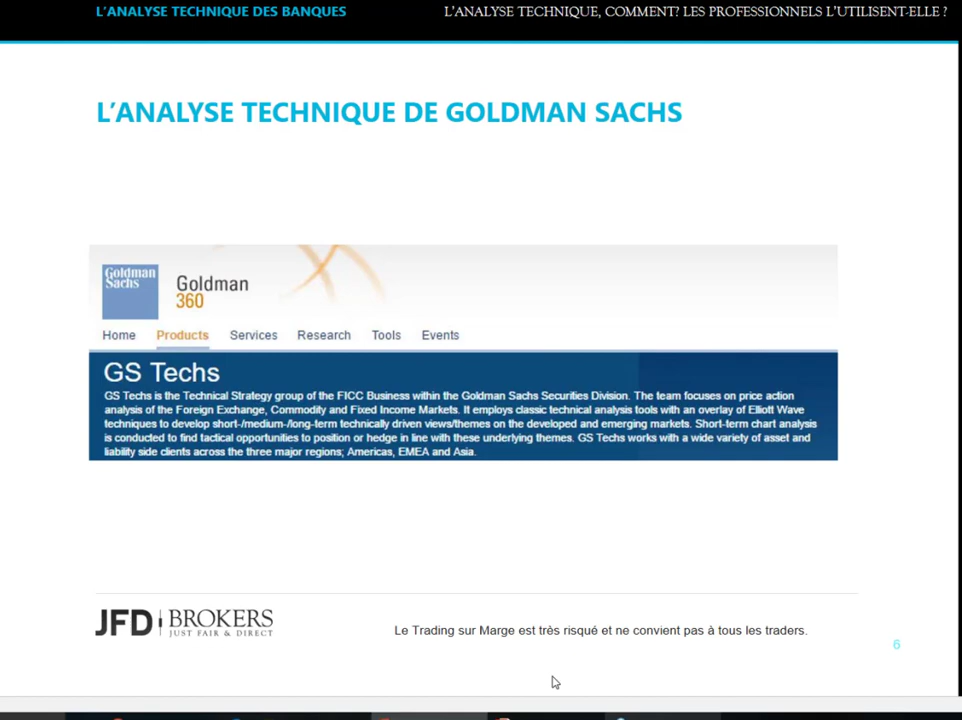 L'ANALYSE TECHNIQUE DES BANQUES
L'ANALYSE TECHNIQUE, COMMENT? LES PROFESSIONNELS L'UTILISENT-ELLE ?
L'ANALYSE TECHNIQUE DE GOLDMAN SACHS
Goldman
Sachs
Goldman
360
Home Products Services Research Tools Events
GS Techs
GS Techs is the Technical Strategy group of the FICC Business within the Goldman Sachs Securities Division. The team focuses on price action
analysis of the Foreign Exchange, Commodity and Fixed Income Markets. It employs classic technical analysis tools with an overlay of Elliott Wave
techniques to develop short-/medium-/long-term technically driven views/themes on the developed and emerging markets. Short-term chart analysis
is conducted to find tactical opportunities to position or hedge in line with these underlying themes. GS Techs works with a wide variety of asset and
liability side clients across the three major regions; Americas, EMEA and Asia.
JFD BROKERS
JUST FAIR & DIRECT
Le Trading sur Marge est très risqué et ne convient pas à tous les traders.
6